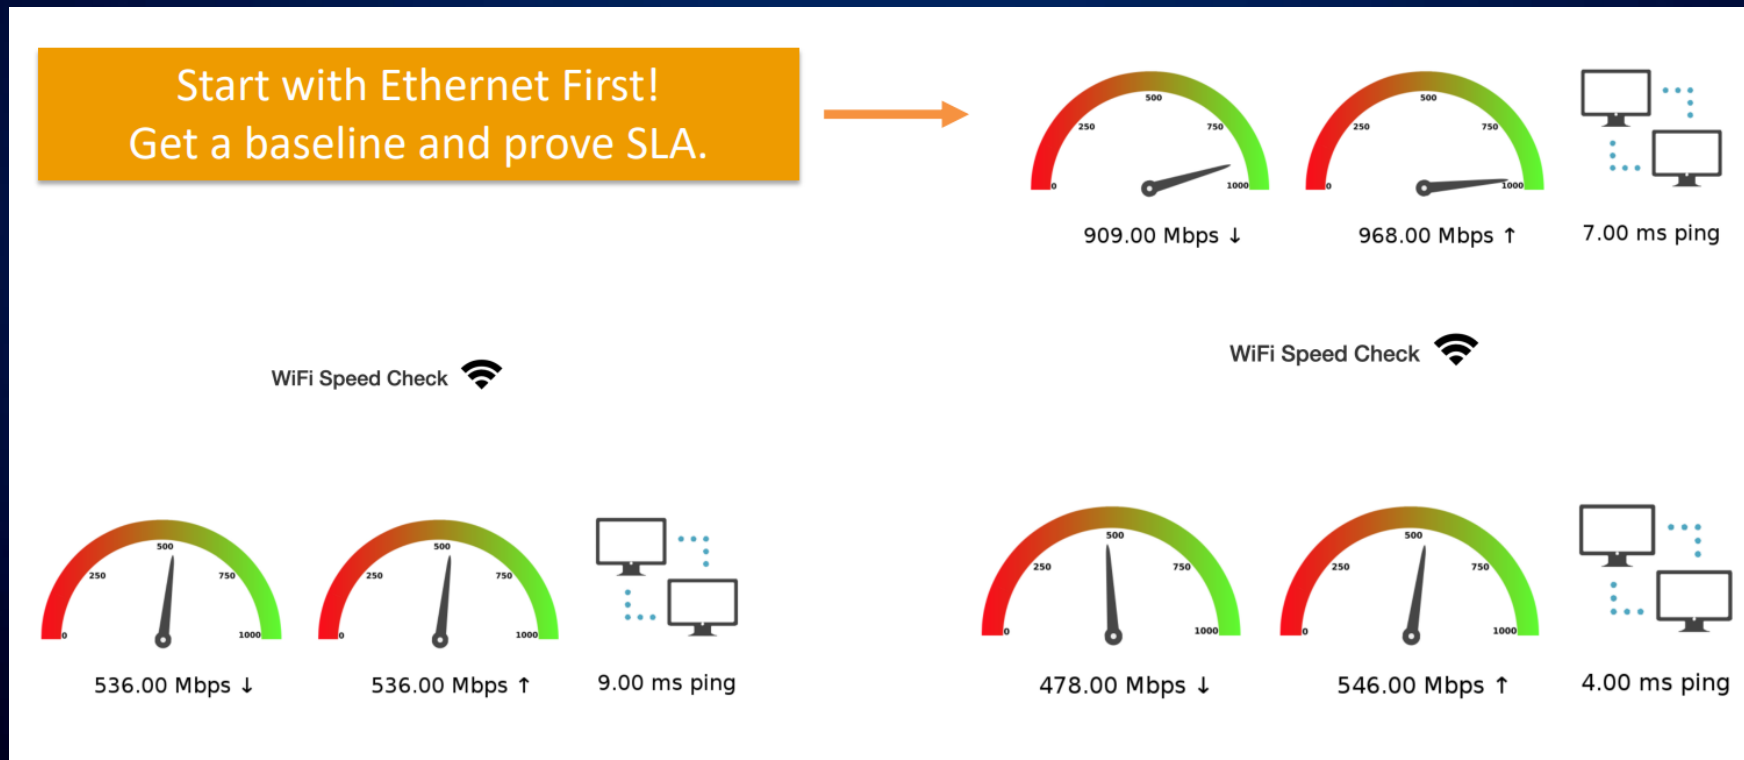 Start with Ethernet First!
Get a baseline and prove SLA.
500
250
750
0
1000
909.00 Mbps ↓
500
250
750
0
1000
968.00 Mbps ↑
7.00 ms ping
WiFi Speed Check
500
250
750
0
1000
536.00 Mbps ↓
500
250
750
0
1000
536.00 Mbps ↑
9.00 ms ping
WiFi Speed Check
500
250
750
0
1000
478.00 Mbps ↓
500
250
750
0
1000
546.00 Mbps ↑
4.00 ms ping